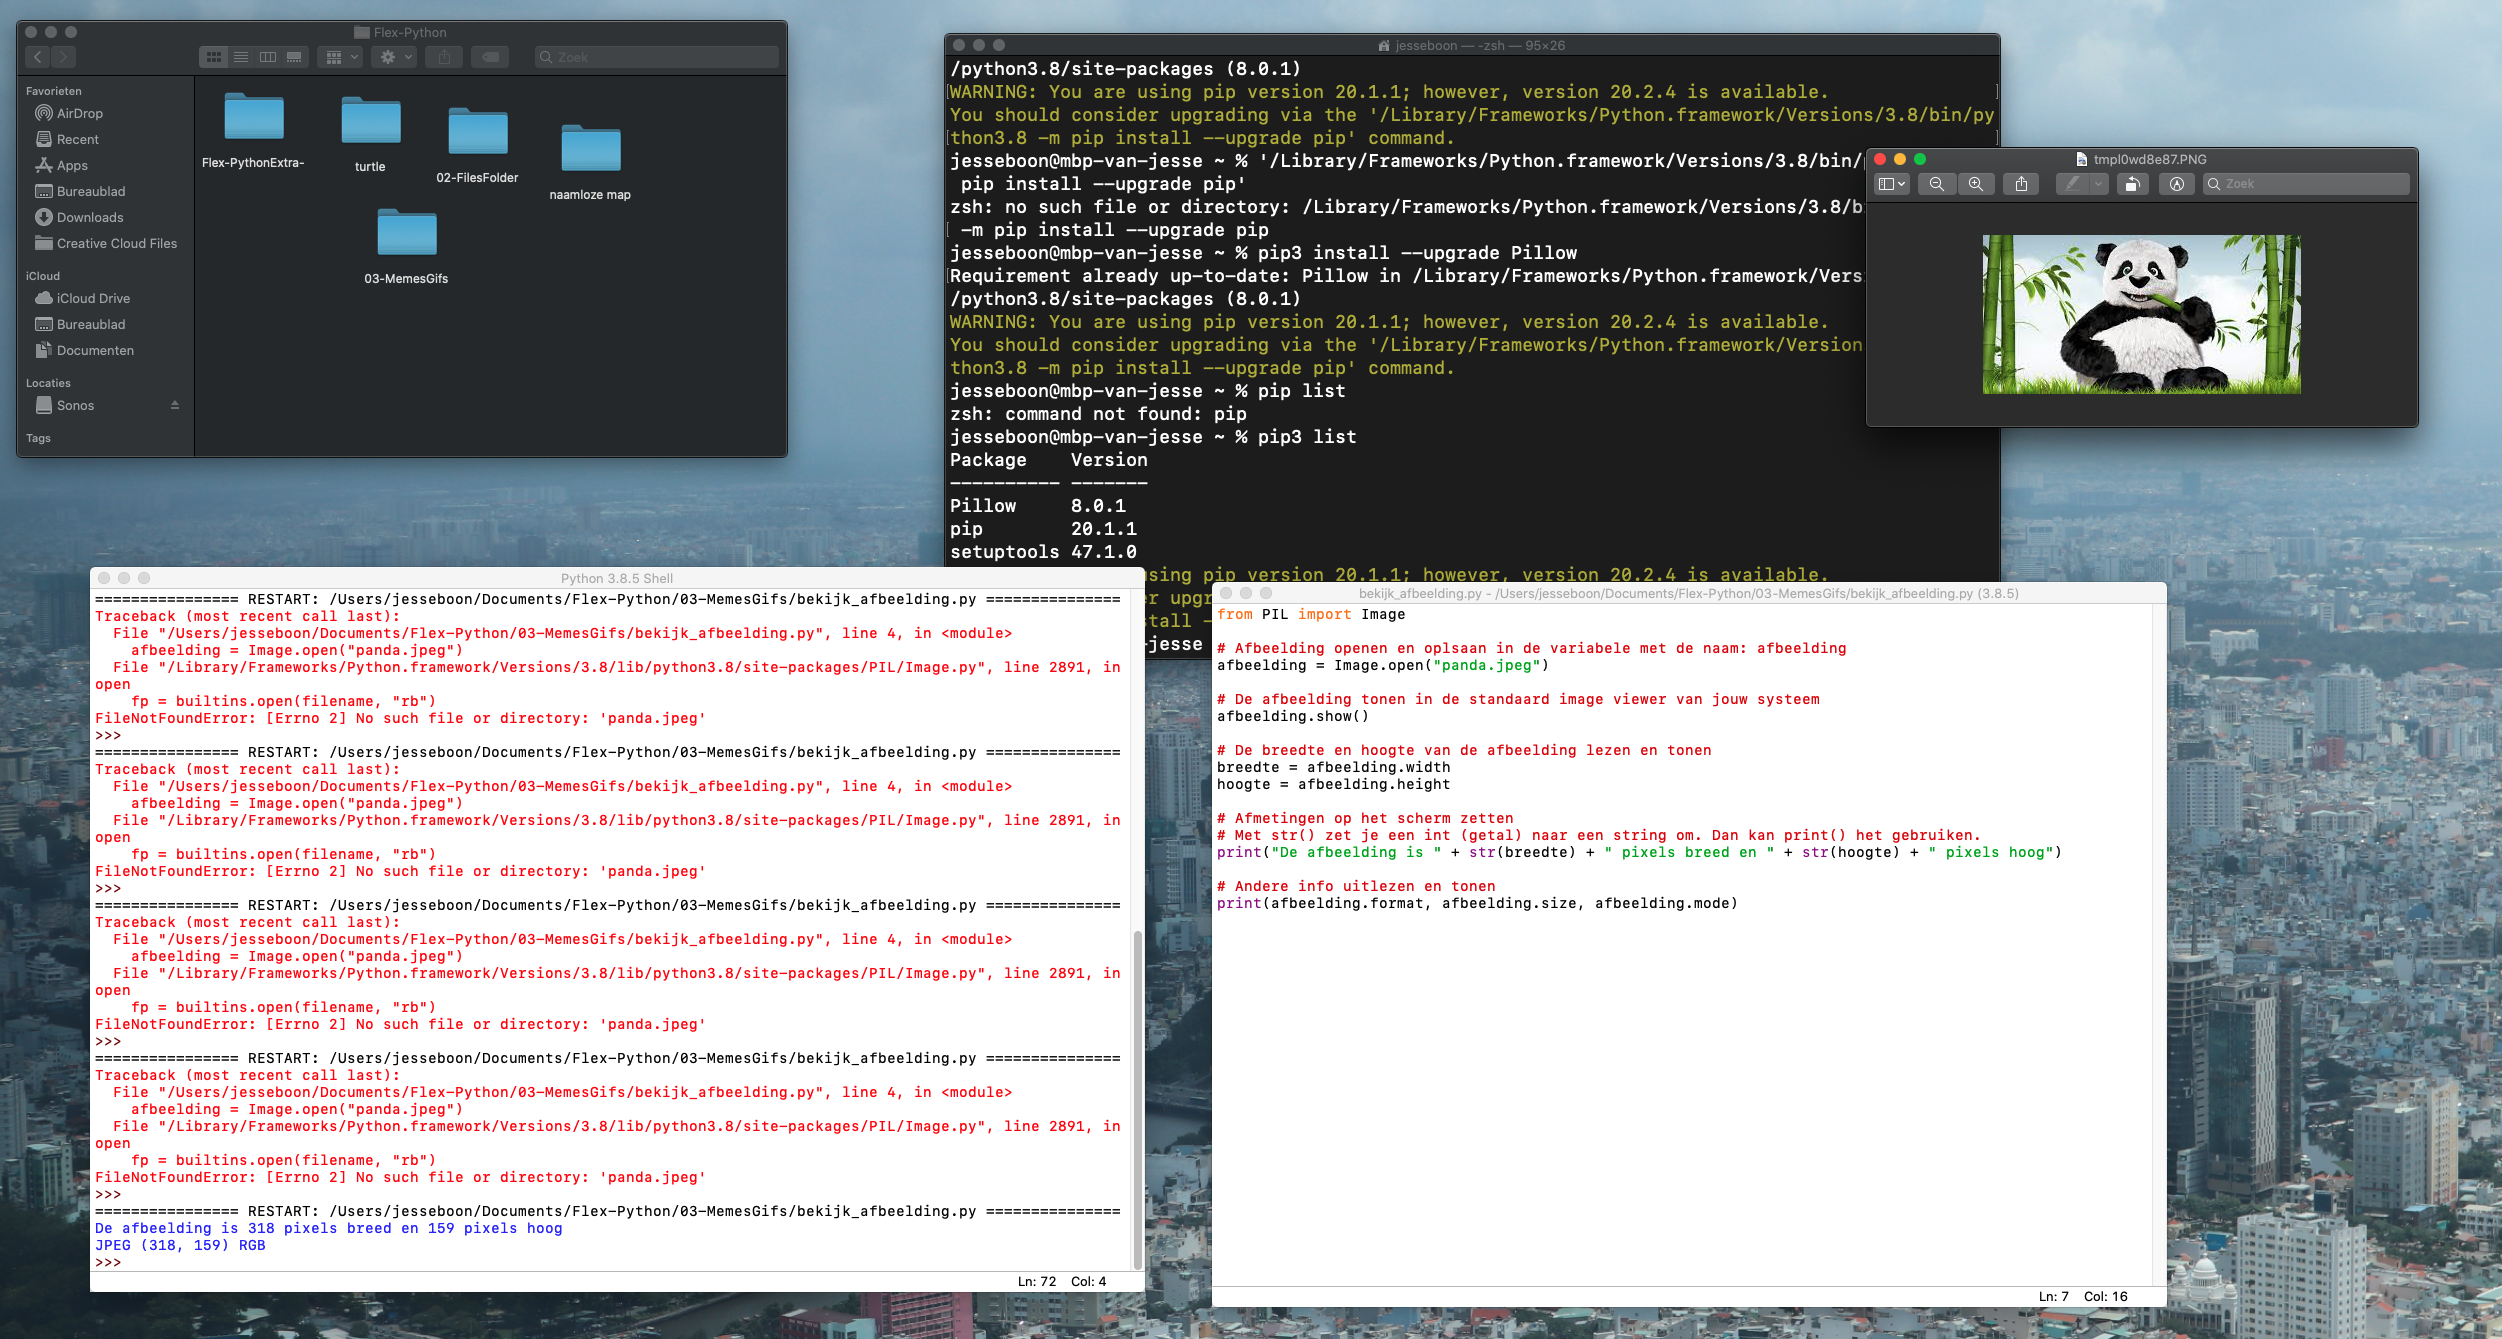 Flex-Python
Zoek
Favorieten
AirDrop
Recent
Apps
Bureaublad
Downloads
Creative Cloud Files
iCloud
iCloud Drive
Bureaublad
Documenten
Locaties
Sonos
Tags
Flex-PythonExtra-
turtle
02-FilesFolder
naamloze map
03-MemesGifs
jesseboon — -zsh — 95×26
/python3.8/site-packages (8.0.1)
WARNING: You are using pip version 20.1.1; however, version 20.2.4 is available.
You should consider upgrading via the '/Library/Frameworks/Python.framework/Versions/3.8/bin/py
thon3.8 -m pip install --upgrade pip' command.
jesseboon@mbp-van-jesse ~ % '/Library/Frameworks/Python.framework/Versions/3.8/bin/
 pip install --upgrade pip'
zsh: no such file or directory: /Library/Frameworks/Python.framework/Versions/3.8/b
 -m pip install --upgrade pip
jesseboon@mbp-van-jesse ~ % pip3 install --upgrade Pillow
Requirement already up-to-date: Pillow in /Library/Frameworks/Python.framework/Vers
/python3.8/site-packages (8.0.1)
WARNING: You are using pip version 20.1.1; however, version 20.2.4 is available.
You should consider upgrading via the '/Library/Frameworks/Python.framework/Version
thon3.8 -m pip install --upgrade pip' command.
jesseboon@mbp-van-jesse ~ % pip list
zsh: command not found: pip
jesseboon@mbp-van-jesse ~ % pip3 list
Package    Version
---------- -------
Pillow     8.0.1
pip        20.1.1
setuptools 47.1.0
sing pip version 20.1.1; however, version 20.2.4 is available.
er upgr
stall -
-jesse
tmpl0wd8e87.PNG
Zoek
Python 3.8.5 Shell
================ RESTART: /Users/jesseboon/Documents/Flex-Python/03-MemesGifs/bekijk_afbeelding.py ===============
Traceback (most recent call last):
  File "/Users/jesseboon/Documents/Flex-Python/03-MemesGifs/bekijk_afbeelding.py", line 4, in <module>
    afbeelding = Image.open("panda.jpeg")
  File "/Library/Frameworks/Python.framework/Versions/3.8/lib/python3.8/site-packages/PIL/Image.py", line 2891, in
open
    fp = builtins.open(filename, "rb")
FileNotFoundError: [Errno 2] No such file or directory: 'panda.jpeg'
>>>
================ RESTART: /Users/jesseboon/Documents/Flex-Python/03-MemesGifs/bekijk_afbeelding.py ===============
Traceback (most recent call last):
  File "/Users/jesseboon/Documents/Flex-Python/03-MemesGifs/bekijk_afbeelding.py", line 4, in <module>
    afbeelding = Image.open("panda.jpeg")
  File "/Library/Frameworks/Python.framework/Versions/3.8/lib/python3.8/site-packages/PIL/Image.py", line 2891, in
open
    fp = builtins.open(filename, "rb")
FileNotFoundError: [Errno 2] No such file or directory: 'panda.jpeg'
>>>
================ RESTART: /Users/jesseboon/Documents/Flex-Python/03-MemesGifs/bekijk_afbeelding.py ===============
Traceback (most recent call last):
  File "/Users/jesseboon/Documents/Flex-Python/03-MemesGifs/bekijk_afbeelding.py", line 4, in <module>
    afbeelding = Image.open("panda.jpeg")
  File "/Library/Frameworks/Python.framework/Versions/3.8/lib/python3.8/site-packages/PIL/Image.py", line 2891, in
open
    fp = builtins.open(filename, "rb")
FileNotFoundError: [Errno 2] No such file or directory: 'panda.jpeg'
>>>
================ RESTART: /Users/jesseboon/Documents/Flex-Python/03-MemesGifs/bekijk_afbeelding.py ===============
Traceback (most recent call last):
  File "/Users/jesseboon/Documents/Flex-Python/03-MemesGifs/bekijk_afbeelding.py", line 4, in <module>
    afbeelding = Image.open("panda.jpeg")
  File "/Library/Frameworks/Python.framework/Versions/3.8/lib/python3.8/site-packages/PIL/Image.py", line 2891, in
open
    fp = builtins.open(filename, "rb")
FileNotFoundError: [Errno 2] No such file or directory: 'panda.jpeg'
>>>
================ RESTART: /Users/jesseboon/Documents/Flex-Python/03-MemesGifs/bekijk_afbeelding.py ===============
De afbeelding is 318 pixels breed en 159 pixels hoog
JPEG (318, 159) RGB
>>>
Ln: 72 Col: 4
bekijk_afbeelding.py - /Users/jesseboon/Documents/Flex-Python/03-MemesGifs/bekijk_afbeelding.py (3.8.5)
from PIL import Image
# Afbeelding openen en oplsaan in de variabele met de naam: afbeelding
afbeelding = Image.open("panda.jpeg")
# De afbeelding tonen in de standaard image viewer van jouw systeem
afbeelding.show()
# De breedte en hoogte van de afbeelding lezen en tonen
breedte = afbeelding.width
hoogte = afbeelding.height
# Afmetingen op het scherm zetten
# Met str() zet je een int (getal) naar een string om. Dan kan print() het gebruiken.
print("De afbeelding is " + str(breedte) + " pixels breed en " + str(hoogte) + " pixels hoog")
# Andere info uitlezen en tonen
print(afbeelding.format, afbeelding.size, afbeelding.mode)
Ln: 7 Col: 16